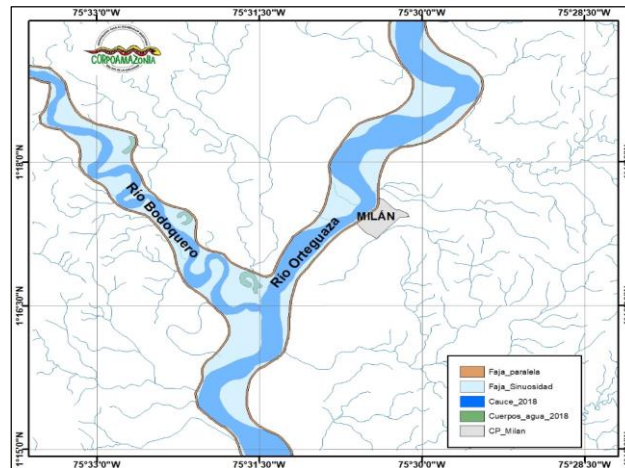 75°33'0"W 75°31'30"W 75°30'0"W 75°28'30"W
CORPOAMAZONIA
1°18'0"N
Río Bodoquero
MILÁN
Río Orteguaza
1°16'30"N
Faja_paralela
Faja_Sinuosidad
Cauce_2018
Cuerpos_agua_2018
CP_Milan
1°15'0"N
75°33'0"W 75°31'30"W 75°30'0"W 75°28'30"W